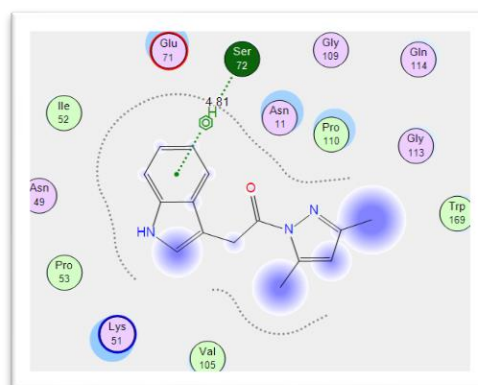 Glu
71
Ser
72
Gly
109
Gln
114
4.81
H
Ile
52
Asn
11
Pro
110
Gly
113
Asn
49
O
Trp
169
N
N
HN
Pro
53
Lys
51
Val
105